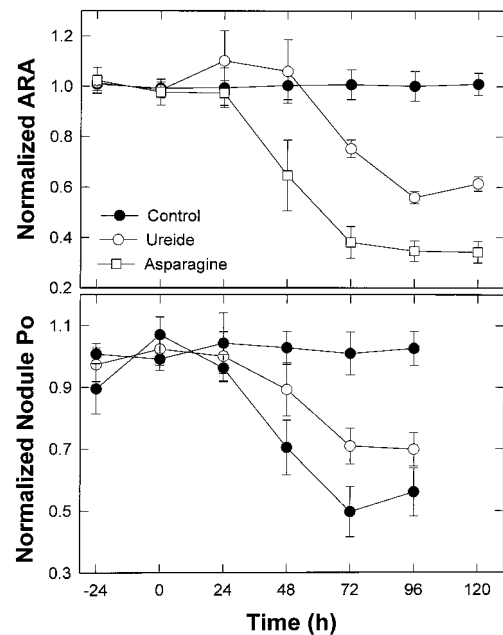 Normalized ARA
1.2
1.0
0.8
0.6
0.4
0.2
Control
Ureide
Asparagine
Normalized Nodule Po
1.1
0.9
0.7
0.5
0.3
-24 0 24 48 72 96 120
Time (h)